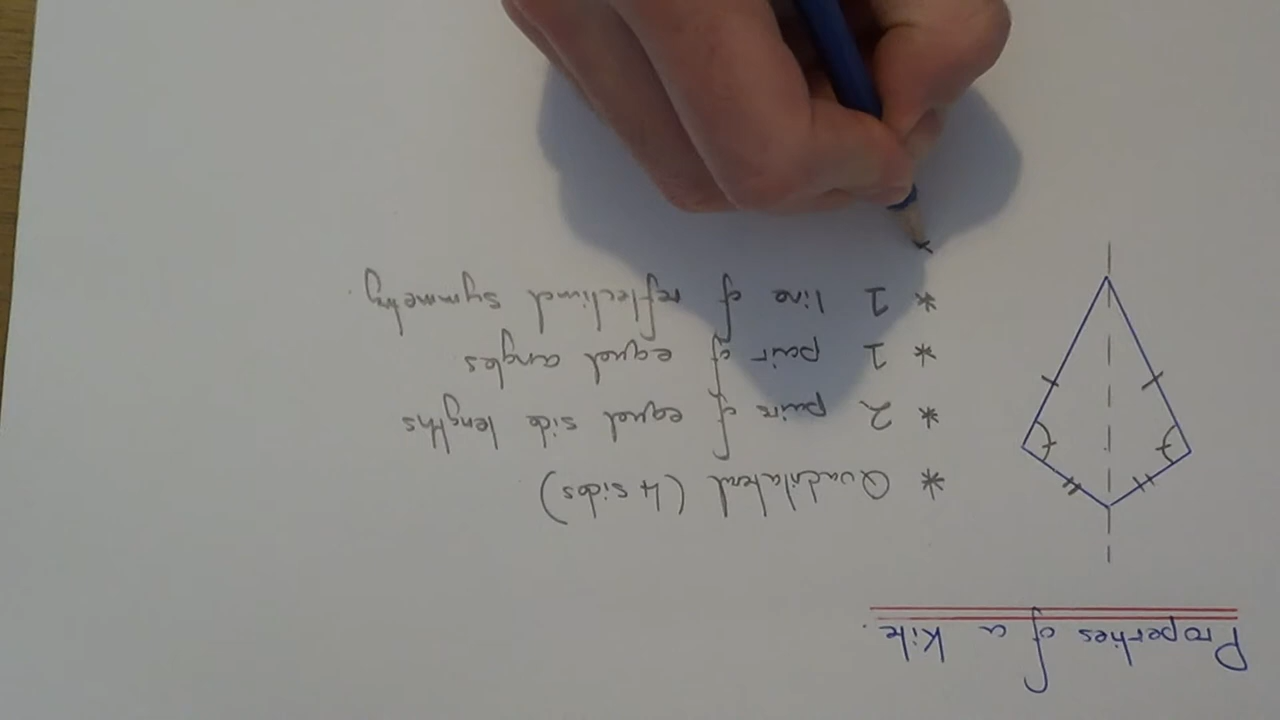 Properties of a Kite.
* Quadrilateral (4 sides)
* 2 pairs of equal side lengths
* 1 pair of equal angles
* 1 line of reflectional symmetry.